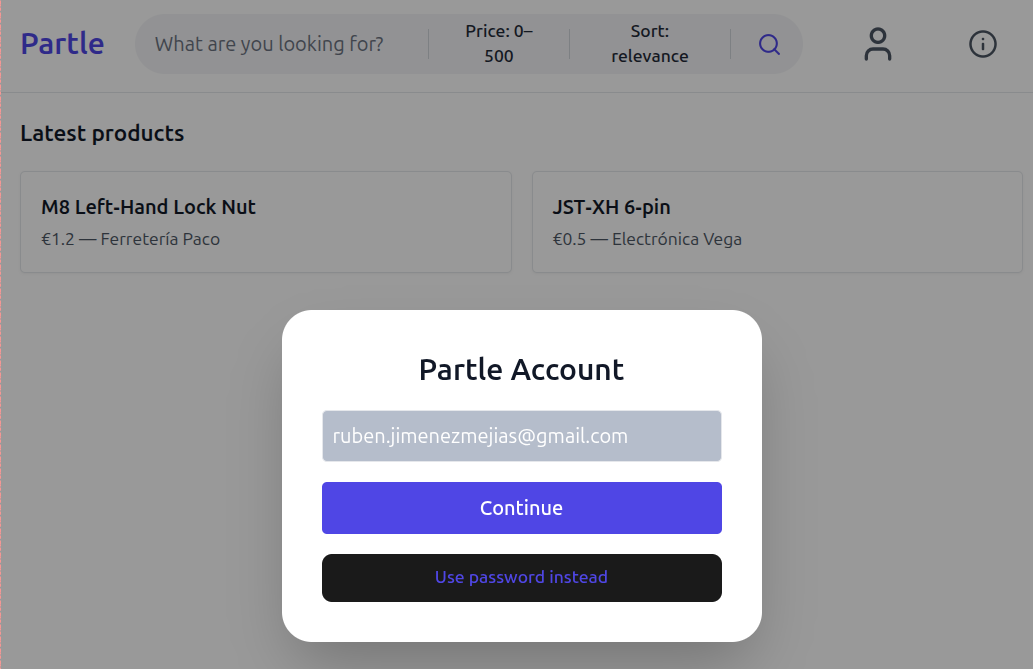 Partle
What are you looking for?
Price: 0–
500
Sort:
relevance
Latest products
M8 Left-Hand Lock Nut
€1.2 — Ferretería Paco
JST-XH 6-pin
€0.5 — Electrónica Vega
Partle Account
ruben.jimenezmejias@gmail.com
Continue
Use password instead